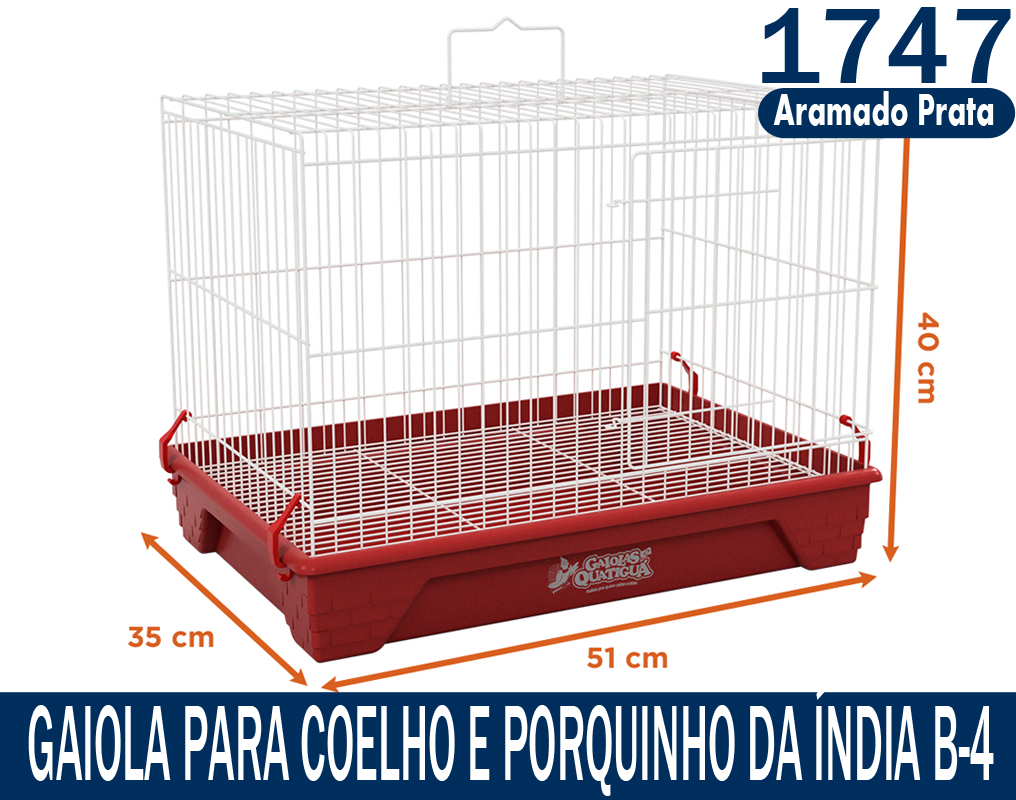 1747
Aramado Prata
40 cm
GAIOLAS
QUATIGUÁ
35 cm
51 cm
GAIOLA PARA COELHO E PORQUINHO DA ÍNDIA B-4